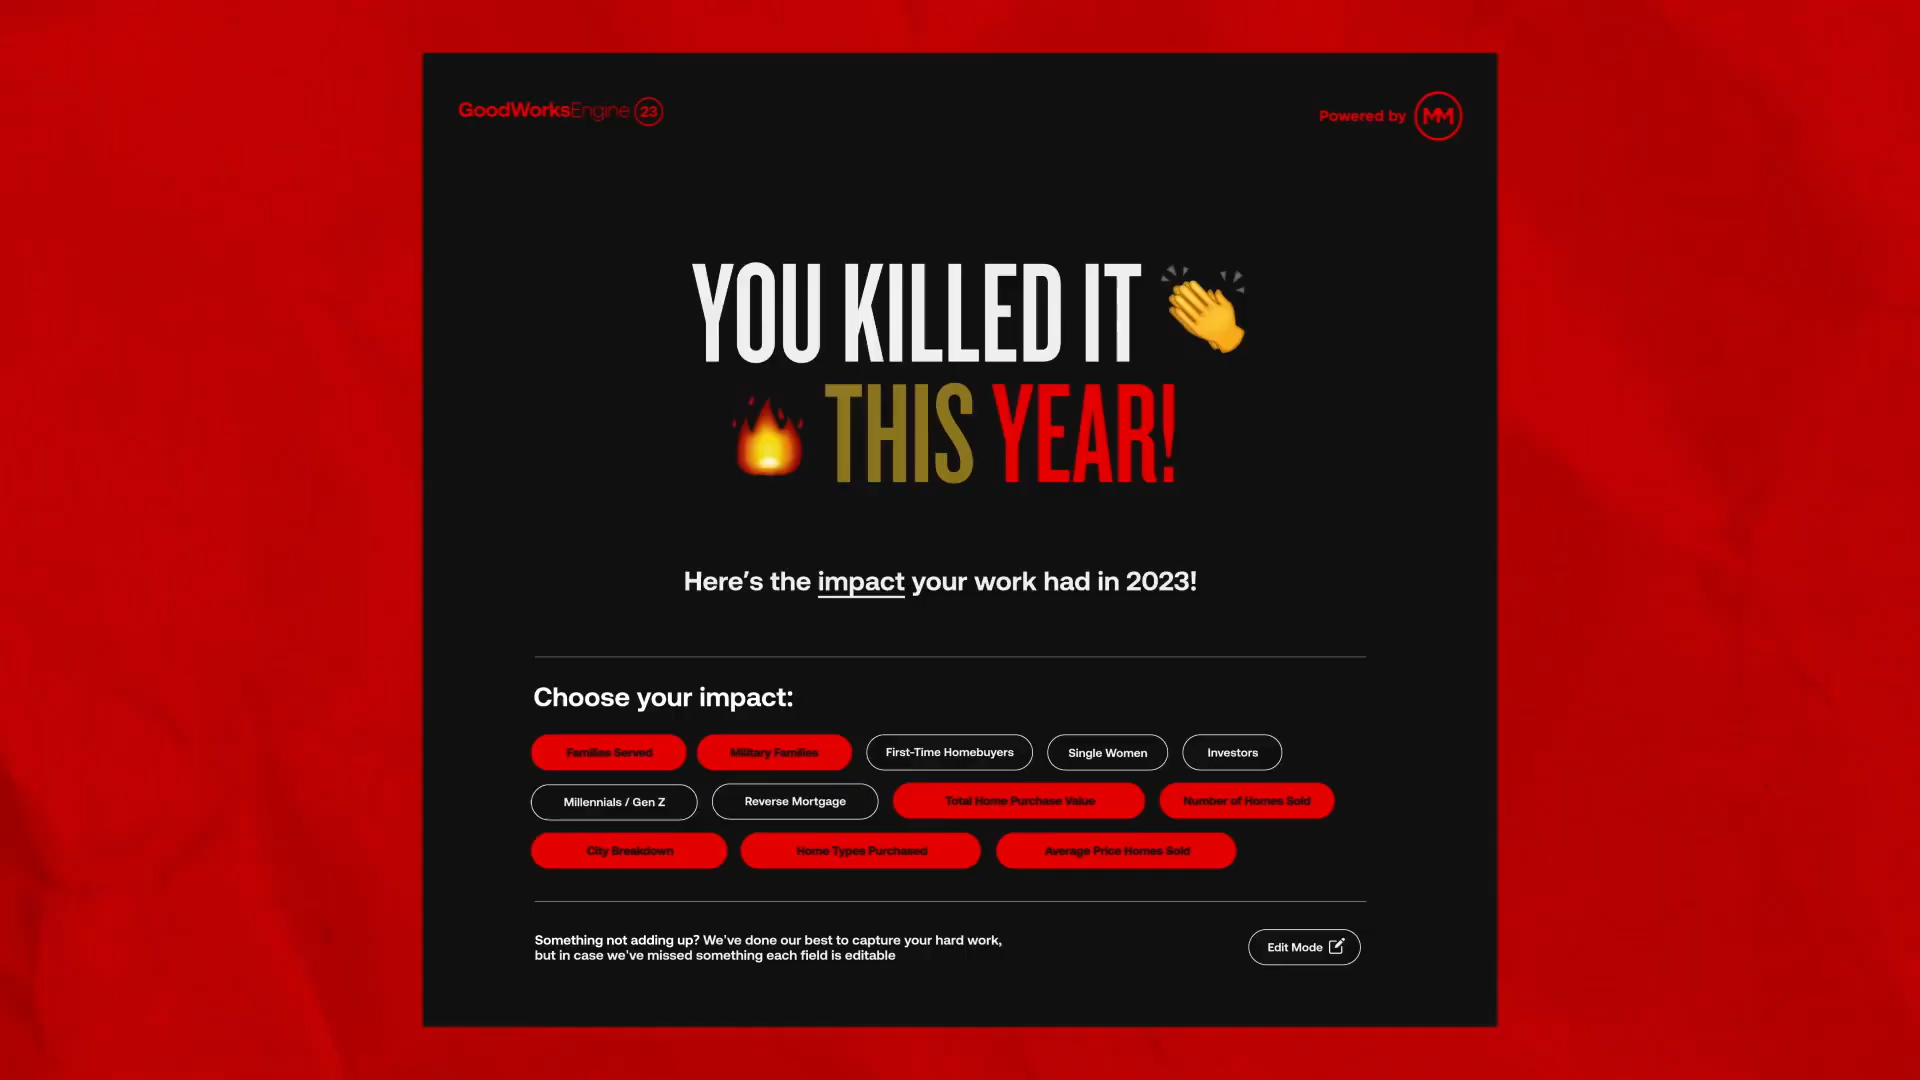 GoodWorksEngine 23
Powered by MM
YOU KILLED IT
THIS YEAR!
Here's the impact your work had in 2023!
Choose your impact:
Families Served Military Families First-Time Homebuyers Single Women Investors
Millennials / Gen Z Reverse Mortgage Total Home Purchase Value Number of Homes Sold
City Breakdown Home Types Purchased Average Price Homes Sold
Something not adding up? We've done our best to capture your hard work,
but in case we've missed something each field is editable
Edit Mode